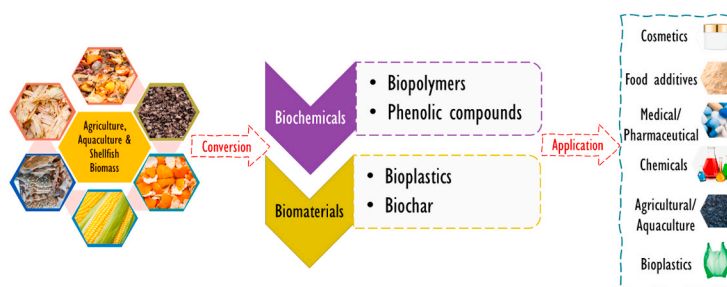 Agriculture,
Aquaculture &
Shellfish
Biomass
Conversion
Biochemicals
• Biopolymers
• Phenolic compounds
Biomaterials
• Bioplastics
• Biochar
Application
Cosmetics
Food additives
Medical/
Pharmaceutical
Chemicals
Agricultural/
Aquaculture
Bioplastics